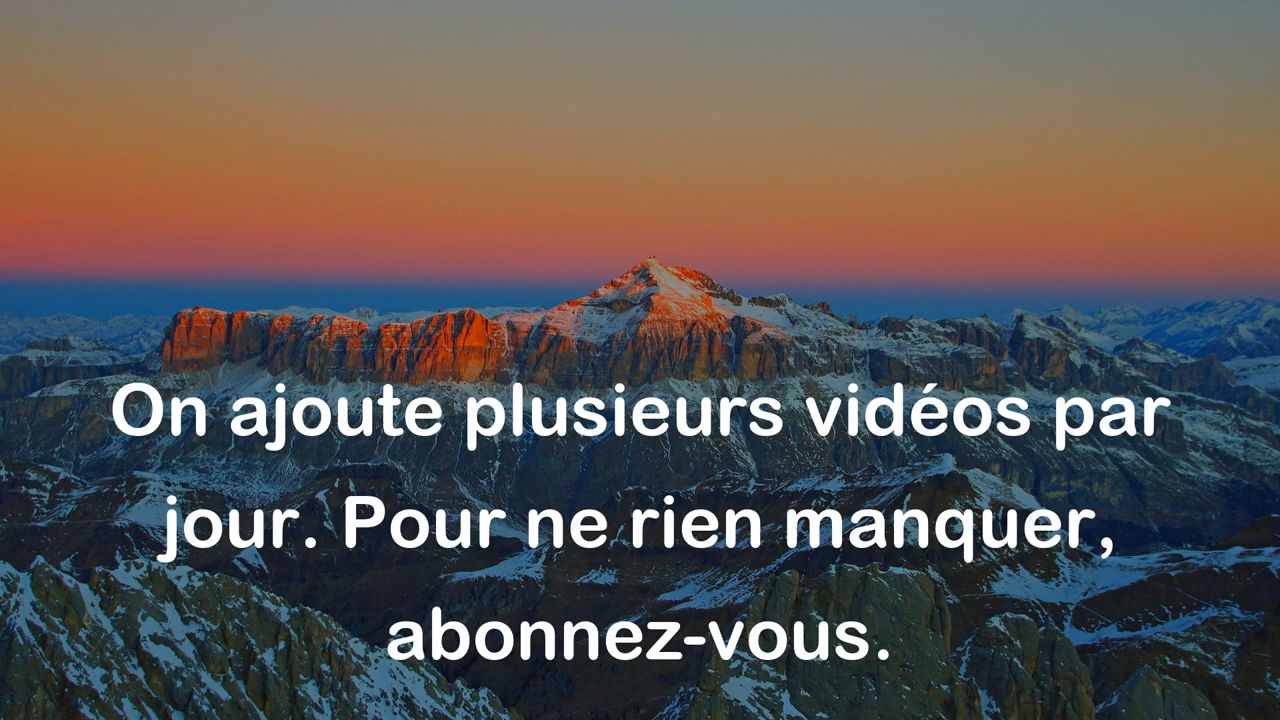 On ajoute plusieurs vidéos par
jour. Pour ne rien manquer,
abonnez-vous.